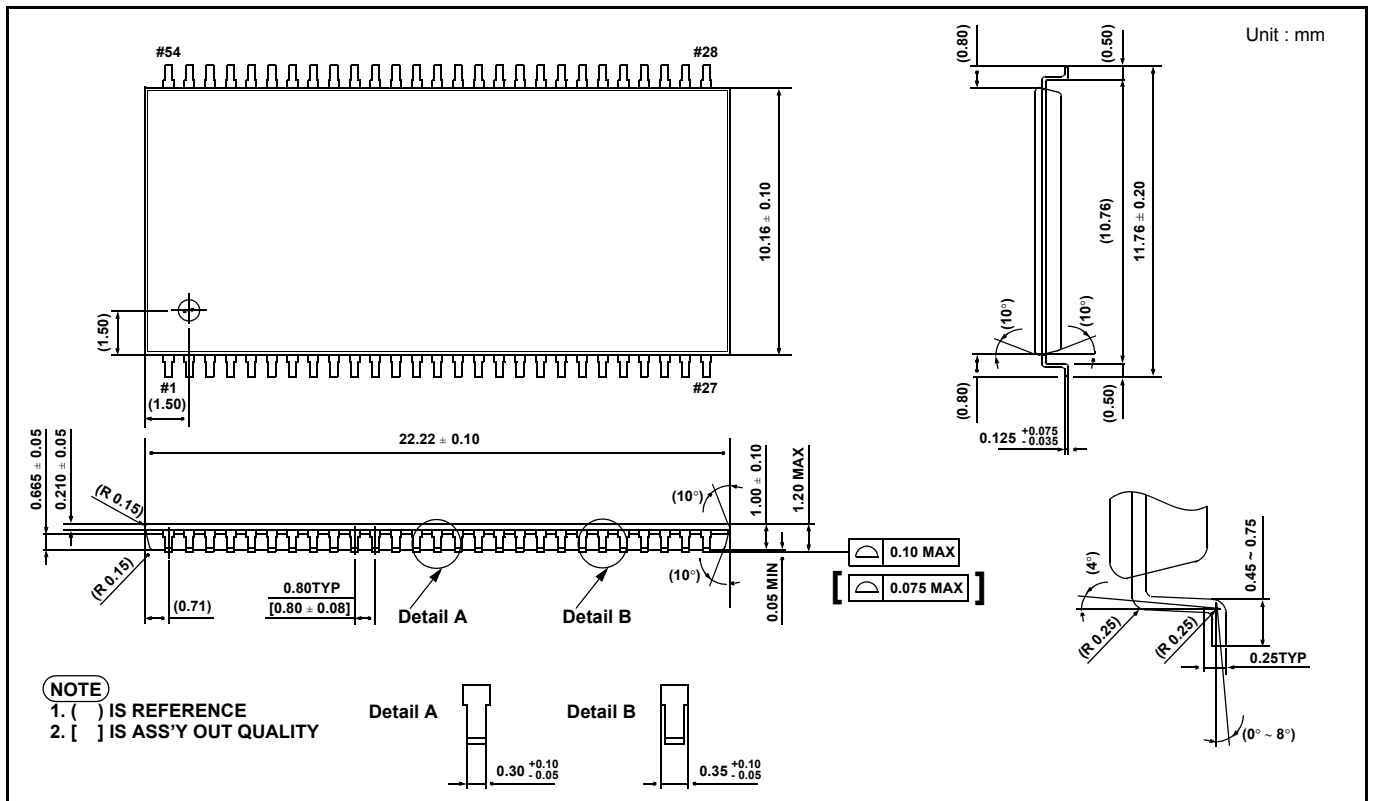 Unit : mm
#54
#28
(0.80)
(0.50)
10.16 ± 0.10
(10.76)
11.76 ± 0.20
(1.50)
(10°)
(10°)
#1
#27
(1.50)
(0.80)
(0.50)
0.125 +0.075 - 0.035
22.22 ± 0.10
0.665 ± 0.05
0.210 ± 0.05
(R 0.15)
(10°)
1.00 ± 0.10
1.20 MAX
(R 0.15)
(0.71)
0.80TYP
[0.80 ± 0.08]
Detail A
Detail B
(10°)
0.05 MIN
0.10 MAX
[ 0.075 MAX ]
(4°)
0.45 ~ 0.75
(R 0.25)
(R 0.25)
0.25TYP
(0° ~ 8°)
NOTE
1. ( ) IS REFERENCE
2. [ ] IS ASS'Y OUT QUALITY
Detail A
Detail B
0.30 +0.10 - 0.05
0.35 +0.10 - 0.05